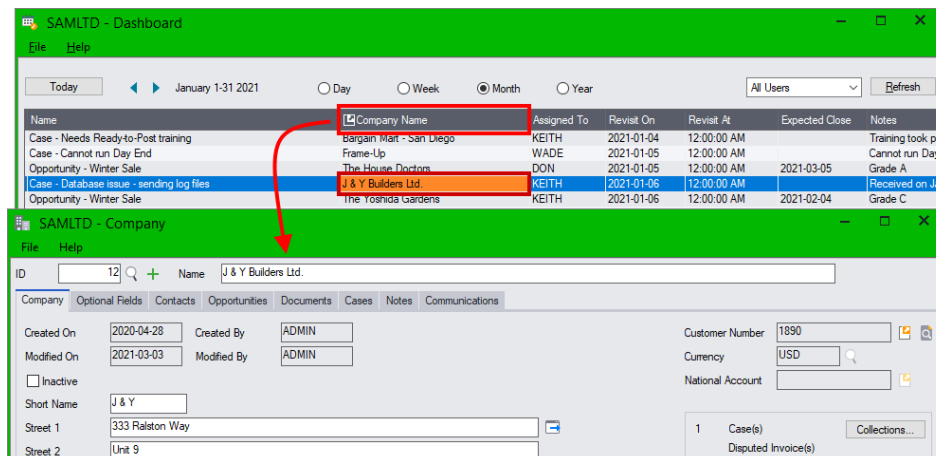 SAMLTD - Dashboard
File Help
Today January 1-31 2021 Day Week Month Year All Users Refresh
Name Company Name Assigned To Revisit On Revisit At Expected Close Notes
Case - Needs Ready-to-Post training Bargain Mart - San Diego KEITH 2021-01-04 12:00:00 AM Training took p
Case - Cannot run Day End Frame-Up WADE 2021-01-05 12:00:00 AM Cannot run Day
Opportunity - Winter Sale The House Doctors DON 2021-01-05 12:00:00 AM 2021-03-05 Grade A
Case - Database issue - sending log files J & Y Builders Ltd. KEITH 2021-01-06 12:00:00 AM Received on J
Opportunity - Winter Sale The Yoshida Gardens KEITH 2021-01-06 12:00:00 AM 2021-02-04 Grade C
SAMLTD - Company
File Help
ID 12 Name J & Y Builders Ltd.
Company Optional Fields Contacts Opportunities Documents Cases Notes Communications
Created On 2020-04-28 Created By ADMIN Customer Number 1890
Modified On 2021-03-03 Modified By ADMIN Currency USD
Inactive National Account
Short Name J & Y
Street 1 333 Ralston Way 1 Case(s) Collections...
Street 2 Unit 9 Disputed Invoice(s)